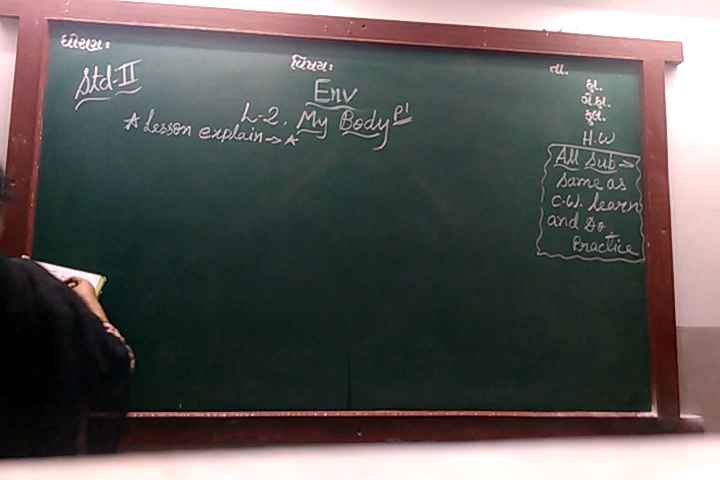 ધોરણ:
વિષય:
તા.
Std-II
Env
L-2. My Body P1
* Lesson explain-> *
કુા.
ગે.હા.
કુલ.
H.W
All Sub->
same as
C.W. learn
and Do
Practice